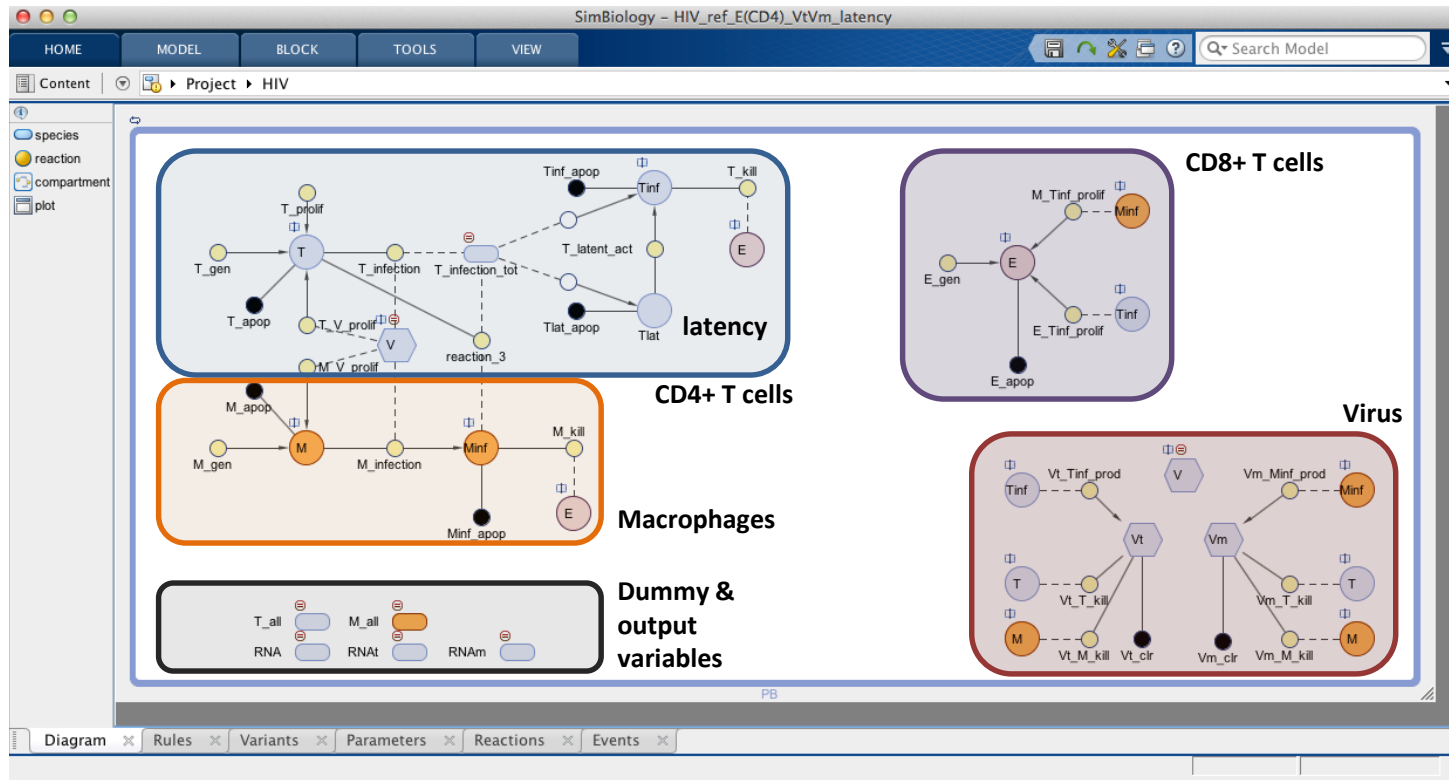 SimBiology – HIV_ref_E(CD4)_VtVm_latency
HOME MODEL BLOCK TOOLS VIEW
Search Model
Content Project HIV
species
reaction
compartment
plot
CD4+ T cells
latency
T_prolif
T
T_gen
T_apop
T_infection
T_infection_tot
Tinf_apop
Tinf
T_kill
E
T_latent_act
Tlat_apop
Tlat
T_V_prolif
V
reaction_3
M_V_prolif
Macrophages
M_apop
M_gen
M
M_infection
Minf
M_kill
E
Minf_apop
Dummy &
output
variables
T_all M_all
RNA RNAt RNAm
CD8+ T cells
M_Tinf_prolif
Minf
E
E_gen
E_Tinf_prolif
Tinf
E_apop
Virus
V
Tinf
Vt_Tinf_prod
Vm_Minf_prod
Minf
Vt
Vm
T
Vt_T_kill
Vm_T_kill
T
M
Vt_M_kill
Vt_clr
Vm_clr
Vm_M_kill
M
PB
Diagram Rules Variants Parameters Reactions Events